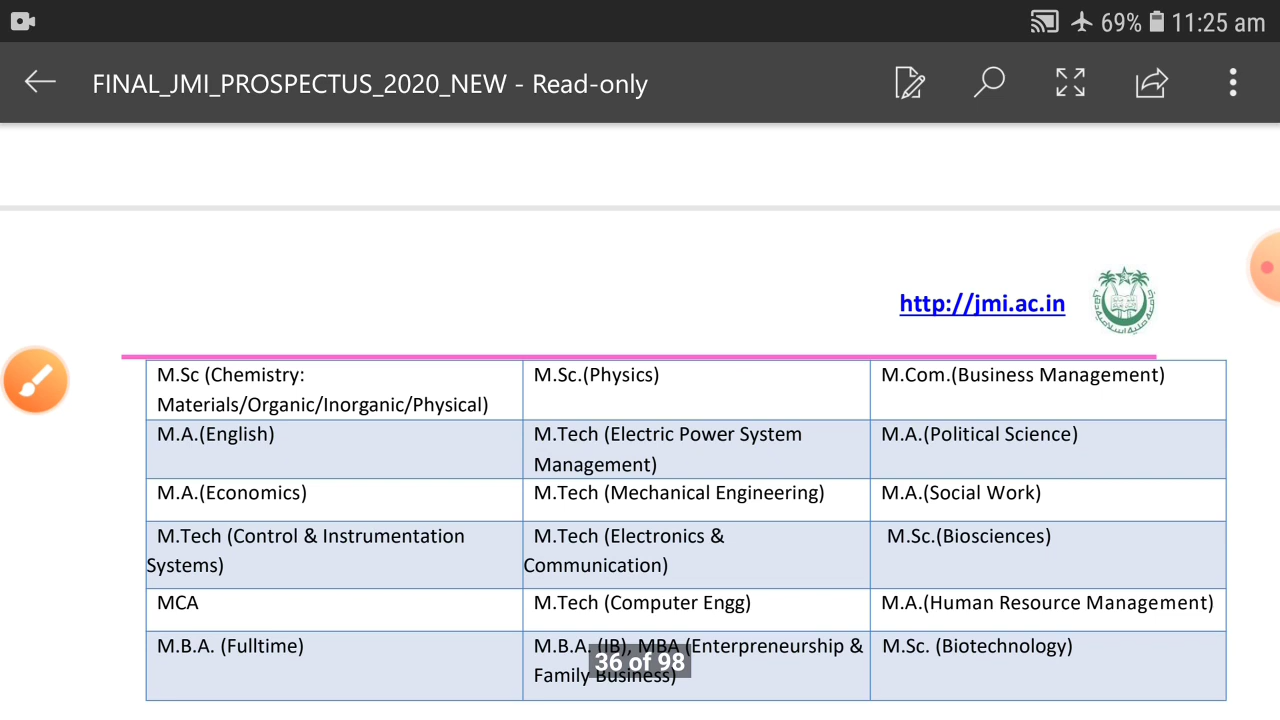 69% 11:25 am
FINAL_JMI_PROSPECTUS_2020_NEW - Read-only
http://jmi.ac.in
M.Sc (Chemistry:
Materials/Organic/Inorganic/Physical)
M.Sc.(Physics)
M.Com.(Business Management)
M.A.(English)
M.Tech (Electric Power System
Management)
M.A.(Political Science)
M.A.(Economics)
M.Tech (Mechanical Engineering)
M.A.(Social Work)
M.Tech (Control & Instrumentation
Systems)
M.Tech (Electronics &
Communication)
M.Sc.(Biosciences)
MCA
M.Tech (Computer Engg)
M.A.(Human Resource Management)
M.B.A. (Fulltime)
M.B.A. (IB), MBA (Enterpreneurship &
Family Business)
M.Sc. (Biotechnology)
36 of 98